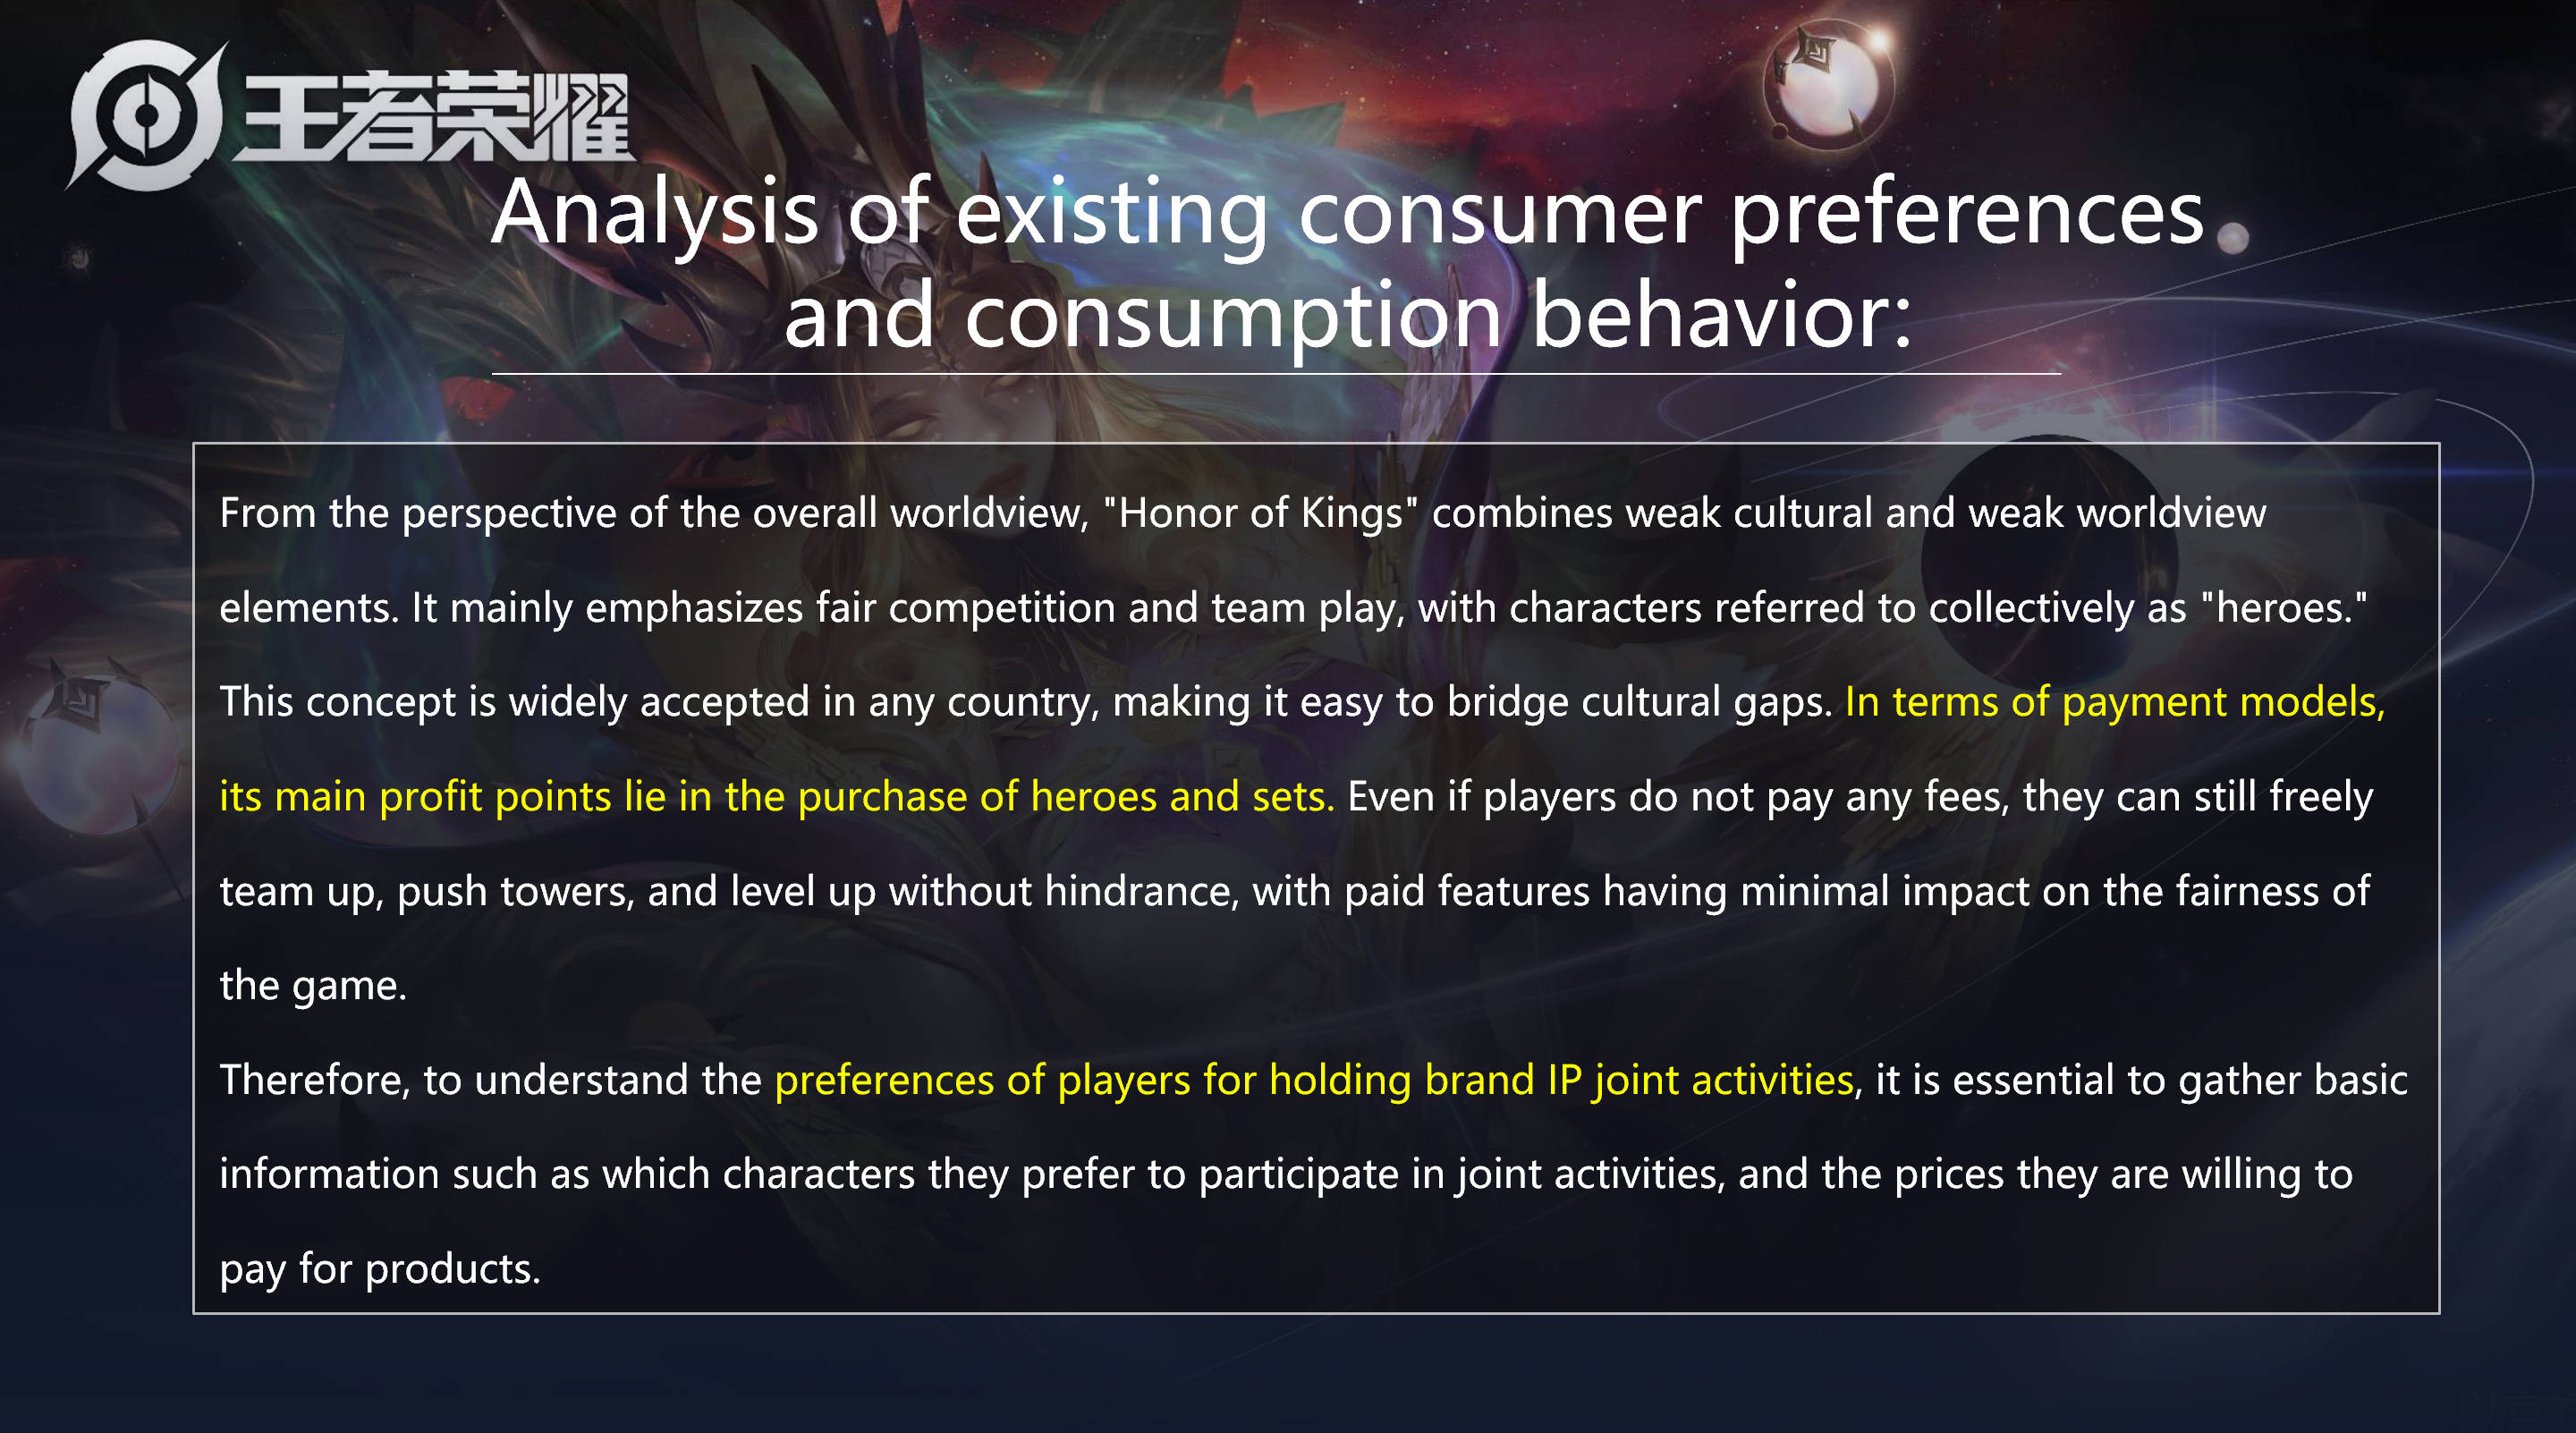 王者荣耀
Analysis of existing consumer preferences
and consumption behavior:
From the perspective of the overall worldview, "Honor of Kings" combines weak cultural and weak worldview
elements. It mainly emphasizes fair competition and team play, with characters referred to collectively as "heroes."
This concept is widely accepted in any country, making it easy to bridge cultural gaps. In terms of payment models,
its main profit points lie in the purchase of heroes and sets. Even if players do not pay any fees, they can still freely
team up, push towers, and level up without hindrance, with paid features having minimal impact on the fairness of
the game.
Therefore, to understand the preferences of players for holding brand IP joint activities, it is essential to gather basic
information such as which characters they prefer to participate in joint activities, and the prices they are willing to
pay for products.